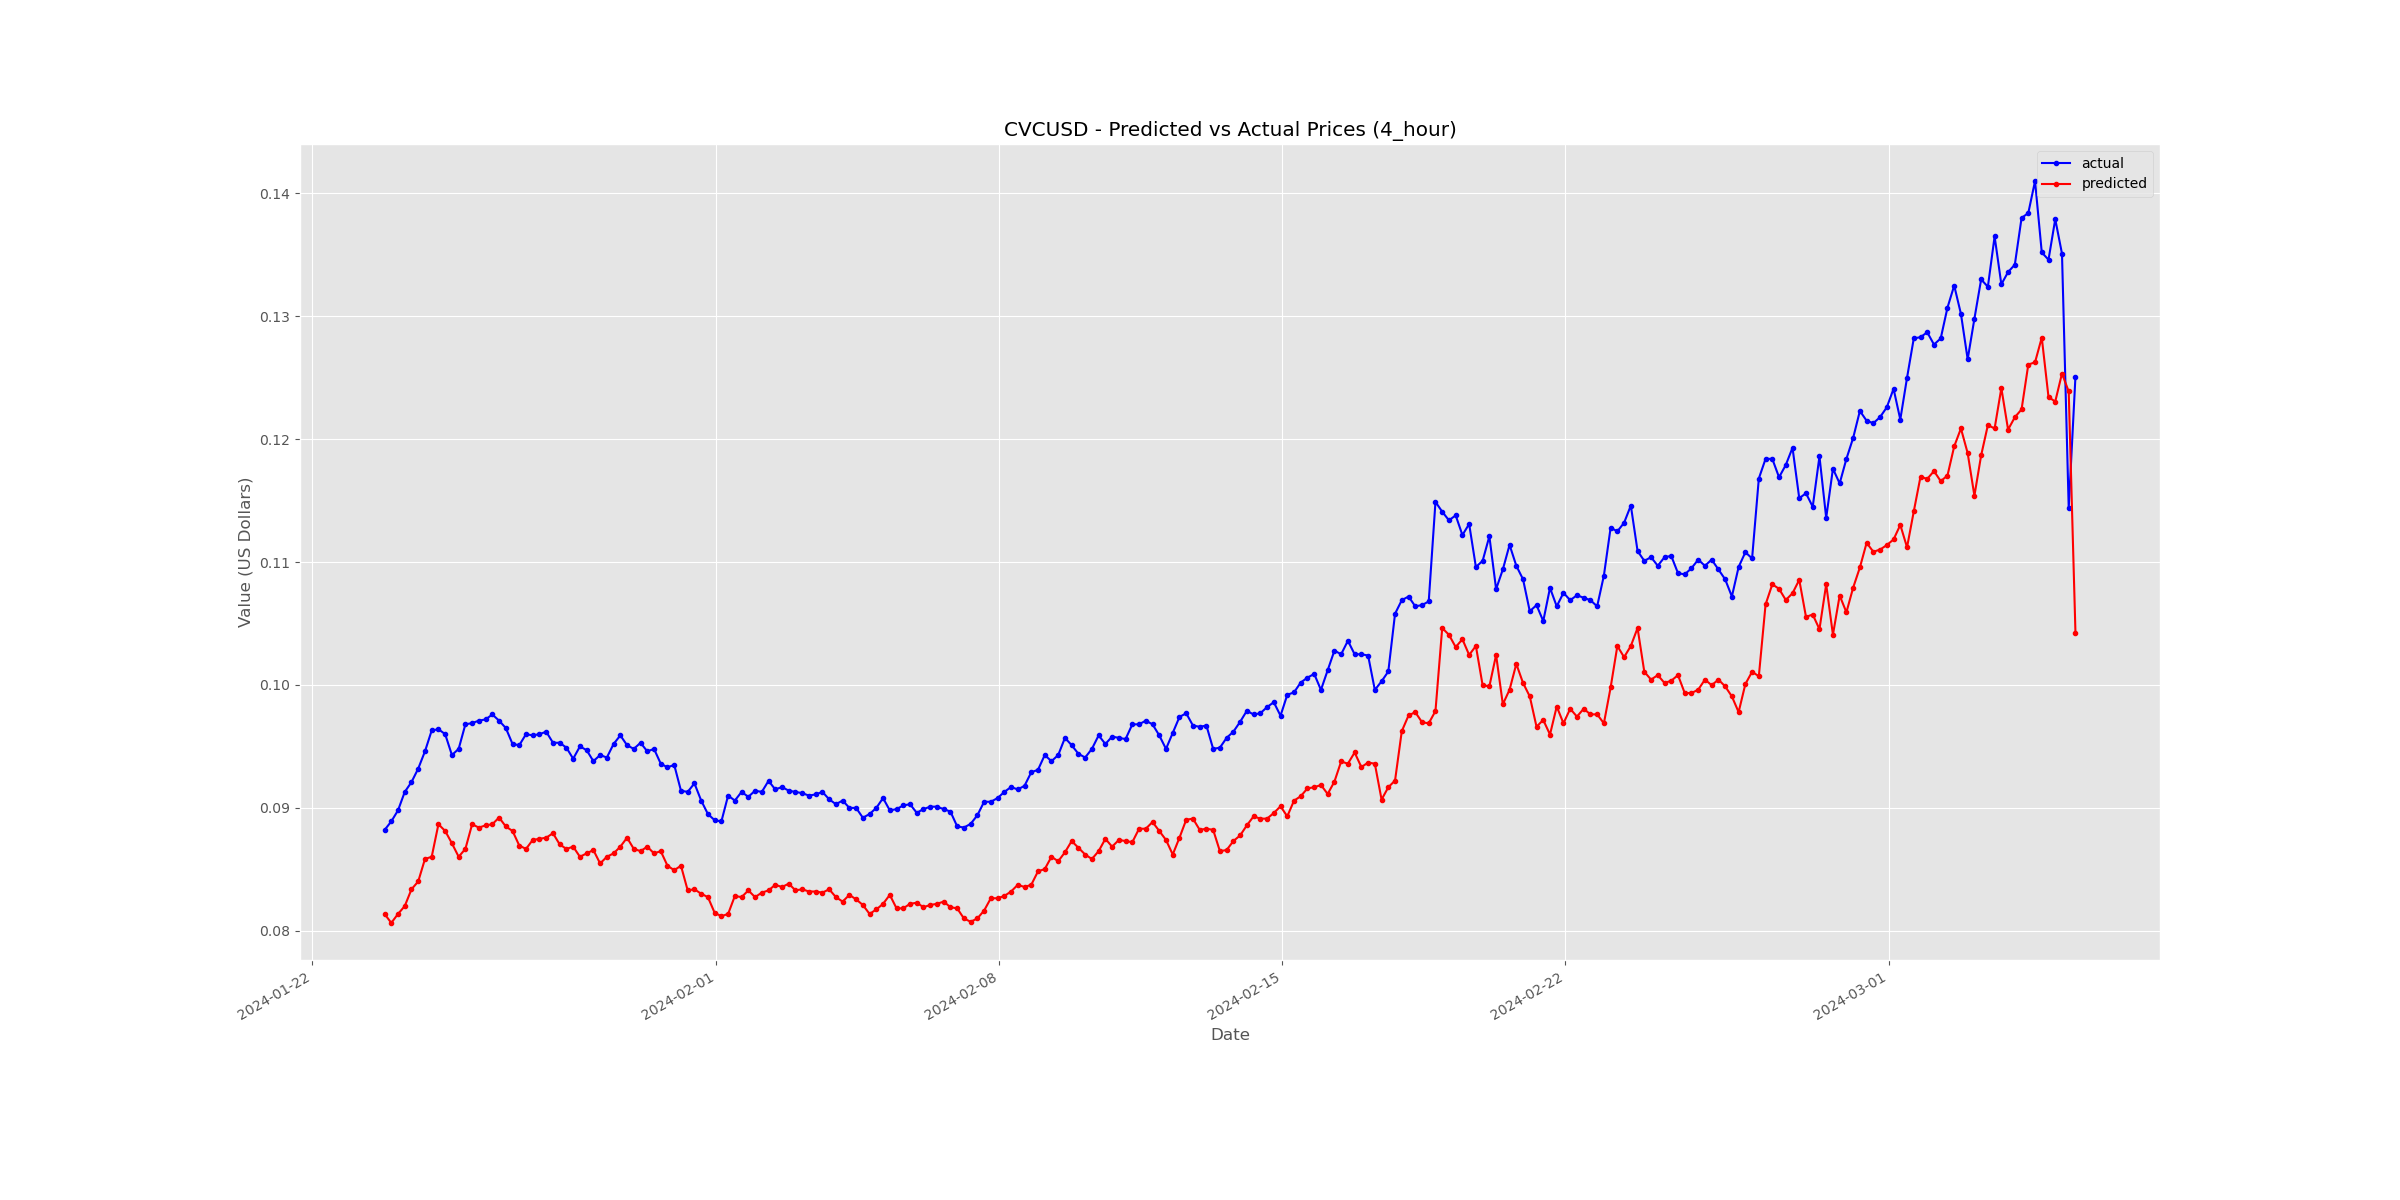 CVCUSD - Predicted vs Actual Prices (4_hour)
actual
predicted
0.14
0.13
0.12
0.11
0.10
0.09
0.08
Value (US Dollars)
2024-01-22
2024-02-01
2024-02-08
2024-02-15
2024-02-22
2024-03-01
Date